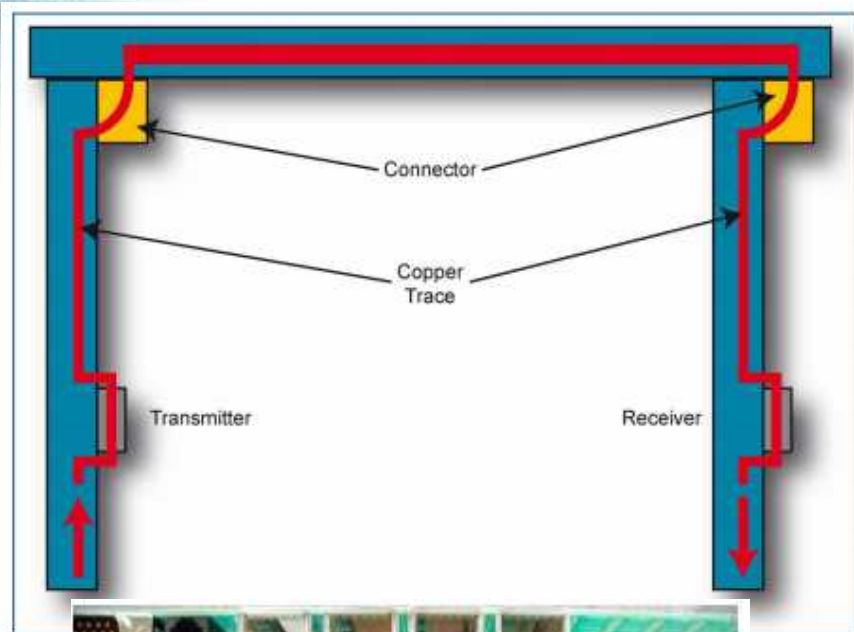 Connector
Copper
Trace
Transmitter
Receiver